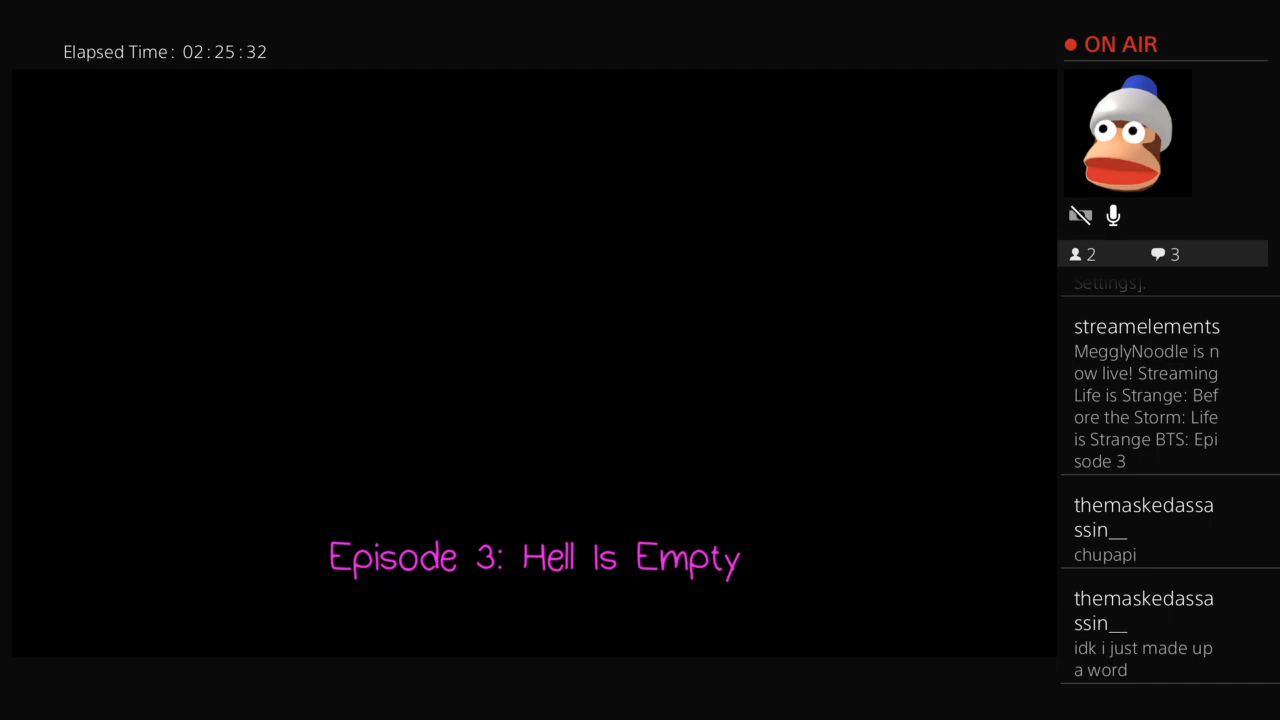 Elapsed Time: 02:25:32
ON AIR
2 3
Settings].
streamelements
MegglyNoodle is n
ow live! Streaming
Life is Strange: Bef
ore the Storm: Life
is Strange BTS: Epi
sode 3
themaskedassa
ssin__
chupapi
themaskedassa
ssin__
idk i just made up
a word
Episode 3: Hell Is Empty